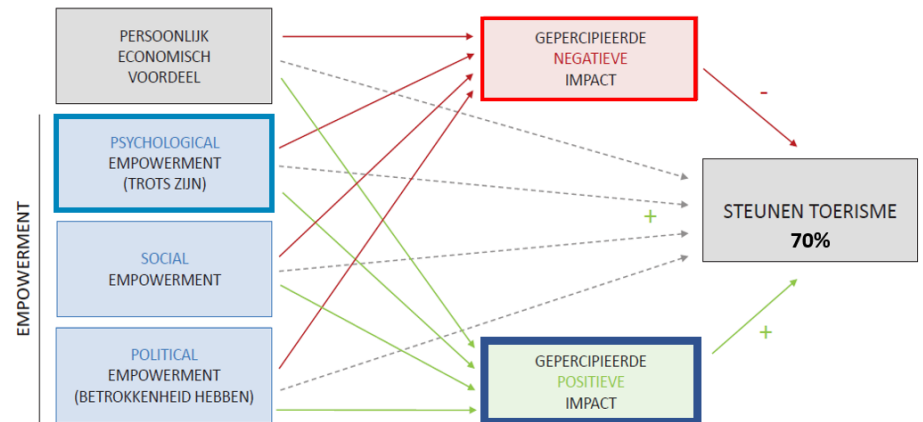 PERSOONLIJK
ECONOMISCH
VOORDEEL
EMPOWERMENT
PSYCHOLOGICAL
EMPOWERMENT
(TROTS ZIJN)
SOCIAL
EMPOWERMENT
POLITICAL
EMPOWERMENT
(BETROKKENHEID HEBBEN)
GEPERCIPIEERDE
NEGATIEVE
IMPACT
-
+
STEUNEN TOERISME
70%
GEPERCIPIEERDE
POSITIEVE
IMPACT
+